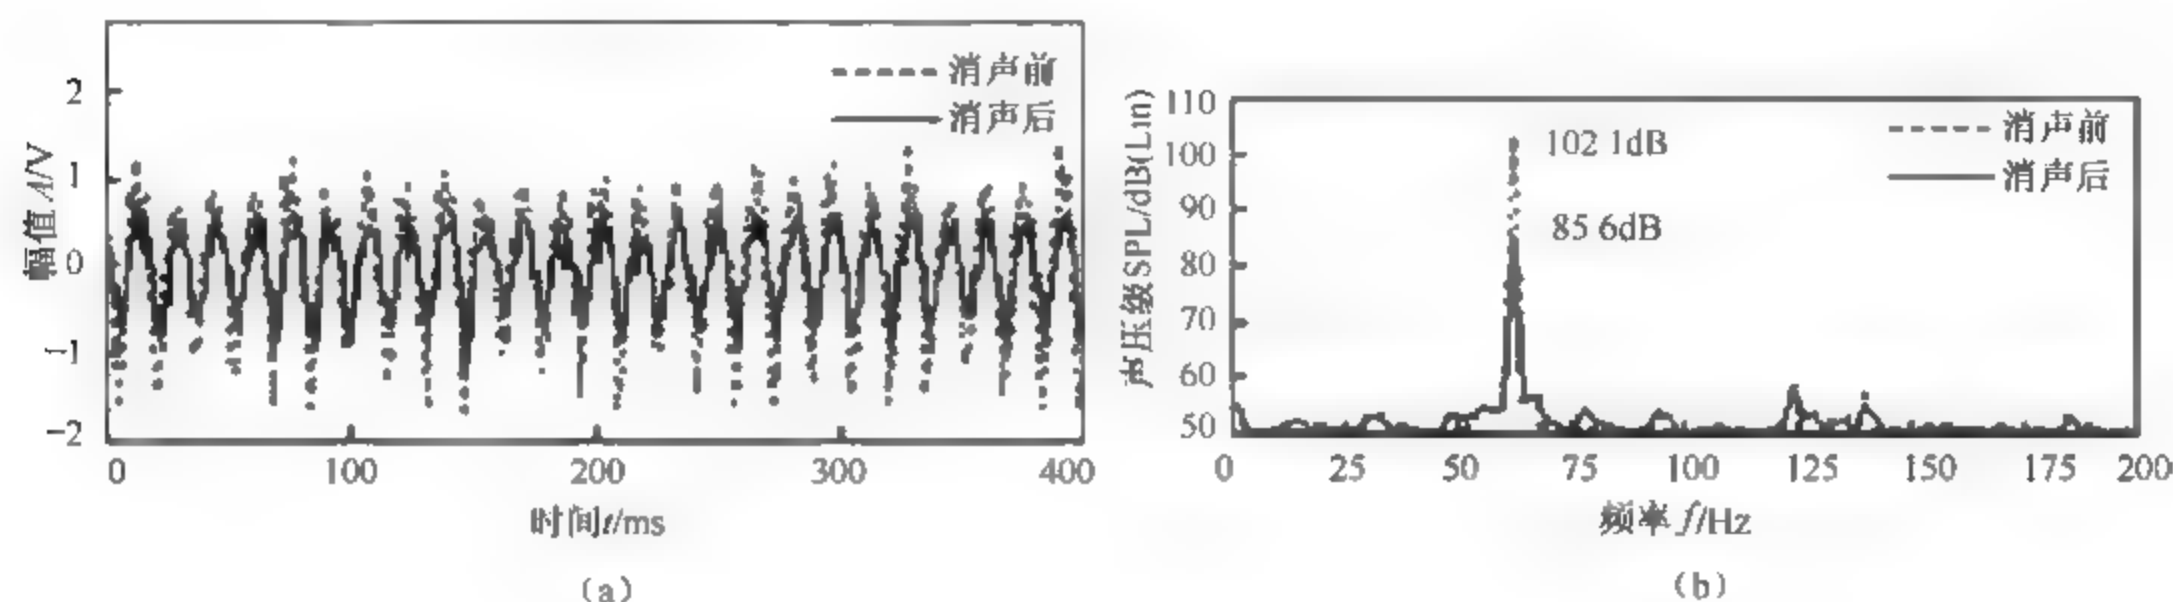 消声前
消声后
2
1
0
-1
-2
幅值 A/V
0 100 200 300 400
时间t/ms
(a)
消声前
消声后
102 1dB
85 6dB
110
100
90
80
70
60
50
声压级SPL/dB(Lin)
0 25 50 75 100 125 150 175 200
频率 f/Hz
(b)